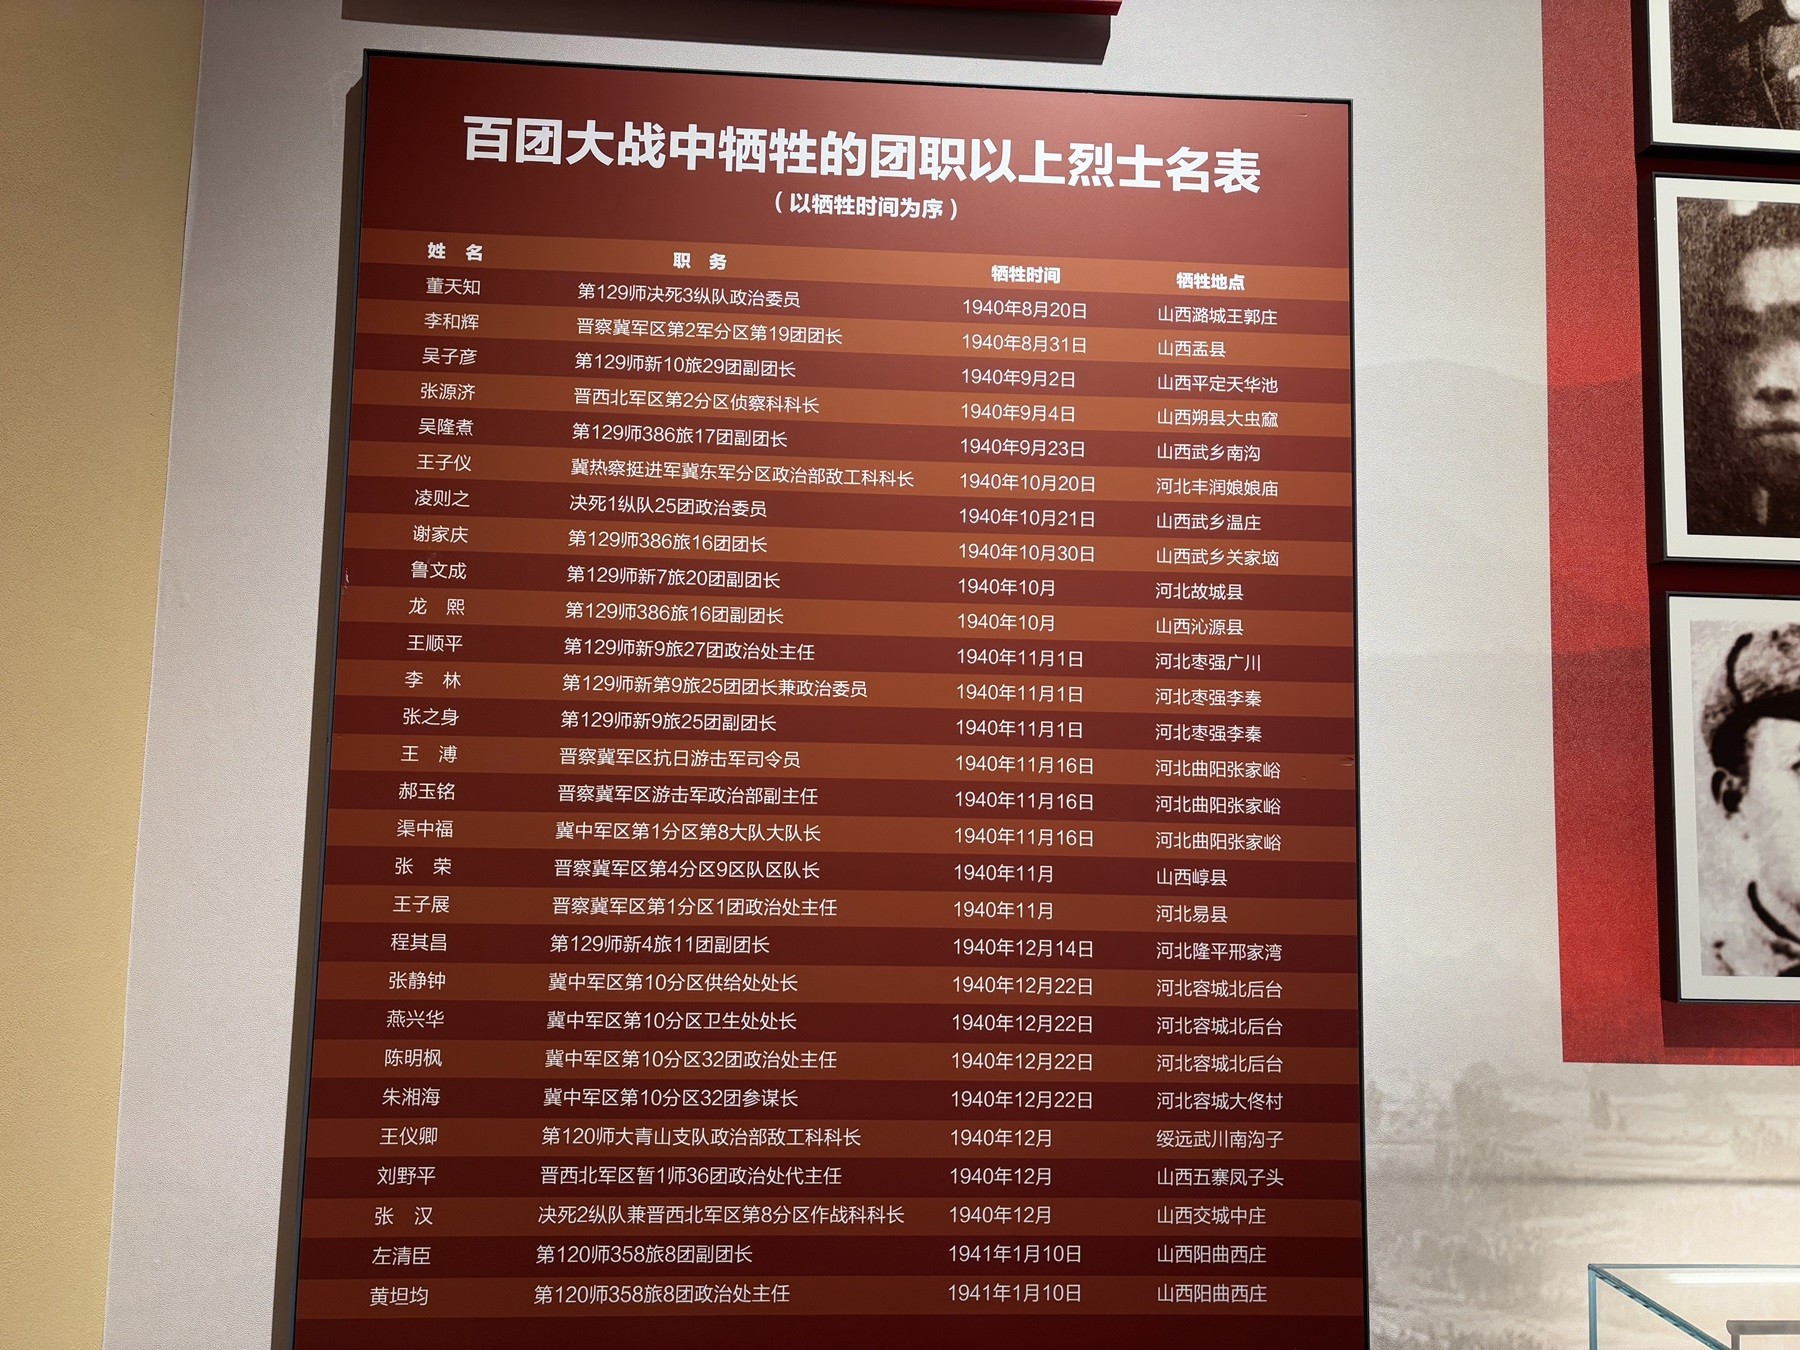 百团大战中牺牲的团职以上烈士名表
（以牺牲时间为序）
姓 名 职 务 牺牲时间 牺牲地点
董天知 第129师决死3纵队政治委员 1940年8月20日 山西潞城王郭庄
李和辉 晋察冀军区第2军分区第19团团长 1940年8月31日 山西盂县
吴子彦 第129师新10旅29团副团长 1940年9月2日 山西平定天华池
张源济 晋西北军区第2分区侦察科科长 1940年9月4日 山西朔县大虫窳
吴隆焘 第129师386旅17团副团长 1940年9月23日 山西武乡南沟
王子仪 冀热察挺进军冀东军分区政治部敌工科科长 1940年10月20日 河北丰润娘娘庙
凌则之 决死1纵队25团政治委员 1940年10月21日 山西武乡温庄
谢家庆 第129师386旅16团团长 1940年10月30日 山西武乡关家垴
鲁文成 第129师新7旅20团副团长 1940年10月 河北故城县
龙 熙 第129师386旅16团副团长 1940年10月 山西沁源县
王顺平 第129师新9旅27团政治处主任 1940年11月1日 河北枣强广川
李 林 第129师新第9旅25团团长兼政治委员 1940年11月1日 河北枣强李秦
张之身 第129师新9旅25团副团长 1940年11月1日 河北枣强李秦
王 溥 晋察冀军区抗日游击军司令员 1940年11月16日 河北曲阳张家峪
郝玉铭 晋察冀军区游击军政治部副主任 1940年11月16日 河北曲阳张家峪
渠中福 冀中军区第1分区第8大队大队长 1940年11月16日 河北曲阳张家峪
张 荣 晋察冀军区第4分区9区队区队长 1940年11月 山西崞县
王子展 晋察冀军区第1分区1团政治处主任 1940年11月 河北易县
程其昌 第129师新4旅11团副团长 1940年12月14日 河北隆平邢家湾
张静钟 冀中军区第10分区供给处处长 1940年12月22日 河北容城北后台
燕兴华 冀中军区第10分区卫生处处长 1940年12月22日 河北容城北后台
陈明枫 冀中军区第10分区32团政治处主任 1940年12月22日 河北容城北后台
朱湘海 冀中军区第10分区32团参谋长 1940年12月22日 河北容城大佟村
王仪卿 第120师大青山支队政治部敌工科科长 1940年12月 绥远武川南沟子
刘野平 晋西北军区暂1师36团政治处代主任 1940年12月 山西五寨凤子头
张 汉 决死2纵队兼晋西北军区第8分区作战科科长 1940年12月 山西交城中庄
左清臣 第120师358旅8团副团长 1941年1月10日 山西阳曲西庄
黄坦均 第120师358旅8团政治处主任 1941年1月10日 山西阳曲西庄